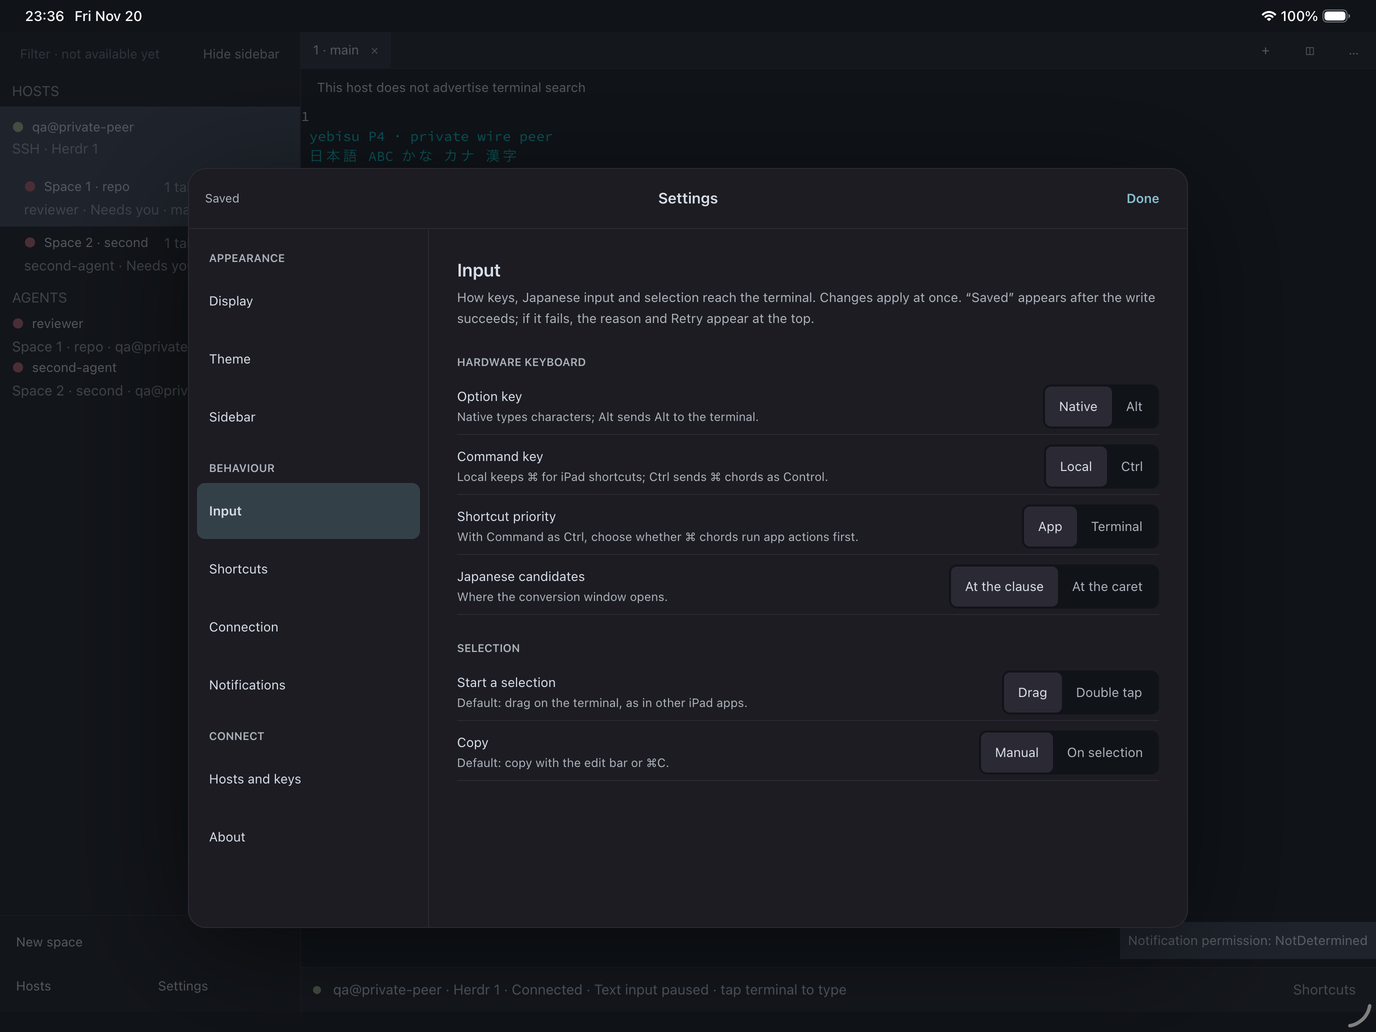 23:36 Fri Nov 20
100%
Filter · not available yet
Hide sidebar
HOSTS
qa@private-peer
SSH · Herdr 1
Space 1 · repo
1 ta
reviewer · Needs you · ma
Space 2 · second
1 ta
second-agent · Needs yo
AGENTS
reviewer
Space 1 · repo · qa@private
second-agent
Space 2 · second · qa@priv
New space
Hosts
Settings
1 · main ×
+
...
This host does not advertise terminal search
1
yebisu P4 · private wire peer
日本語 ABC かな カナ 漢字
Saved
Settings
Done
APPEARANCE
Display
Theme
Sidebar
BEHAVIOUR
Input
Shortcuts
Connection
Notifications
CONNECT
Hosts and keys
About
Input
How keys, Japanese input and selection reach the terminal. Changes apply at once. “Saved” appears after the write
succeeds; if it fails, the reason and Retry appear at the top.
HARDWARE KEYBOARD
Option key
Native types characters; Alt sends Alt to the terminal.
Native
Alt
Command key
Local keeps ⌘ for iPad shortcuts; Ctrl sends ⌘ chords as Control.
Local
Ctrl
Shortcut priority
With Command as Ctrl, choose whether ⌘ chords run app actions first.
App
Terminal
Japanese candidates
Where the conversion window opens.
At the clause
At the caret
SELECTION
Start a selection
Default: drag on the terminal, as in other iPad apps.
Drag
Double tap
Copy
Default: copy with the edit bar or ⌘C.
Manual
On selection
Notification permission: NotDetermined
qa@private-peer · Herdr 1 · Connected · Text input paused · tap terminal to type
Shortcuts